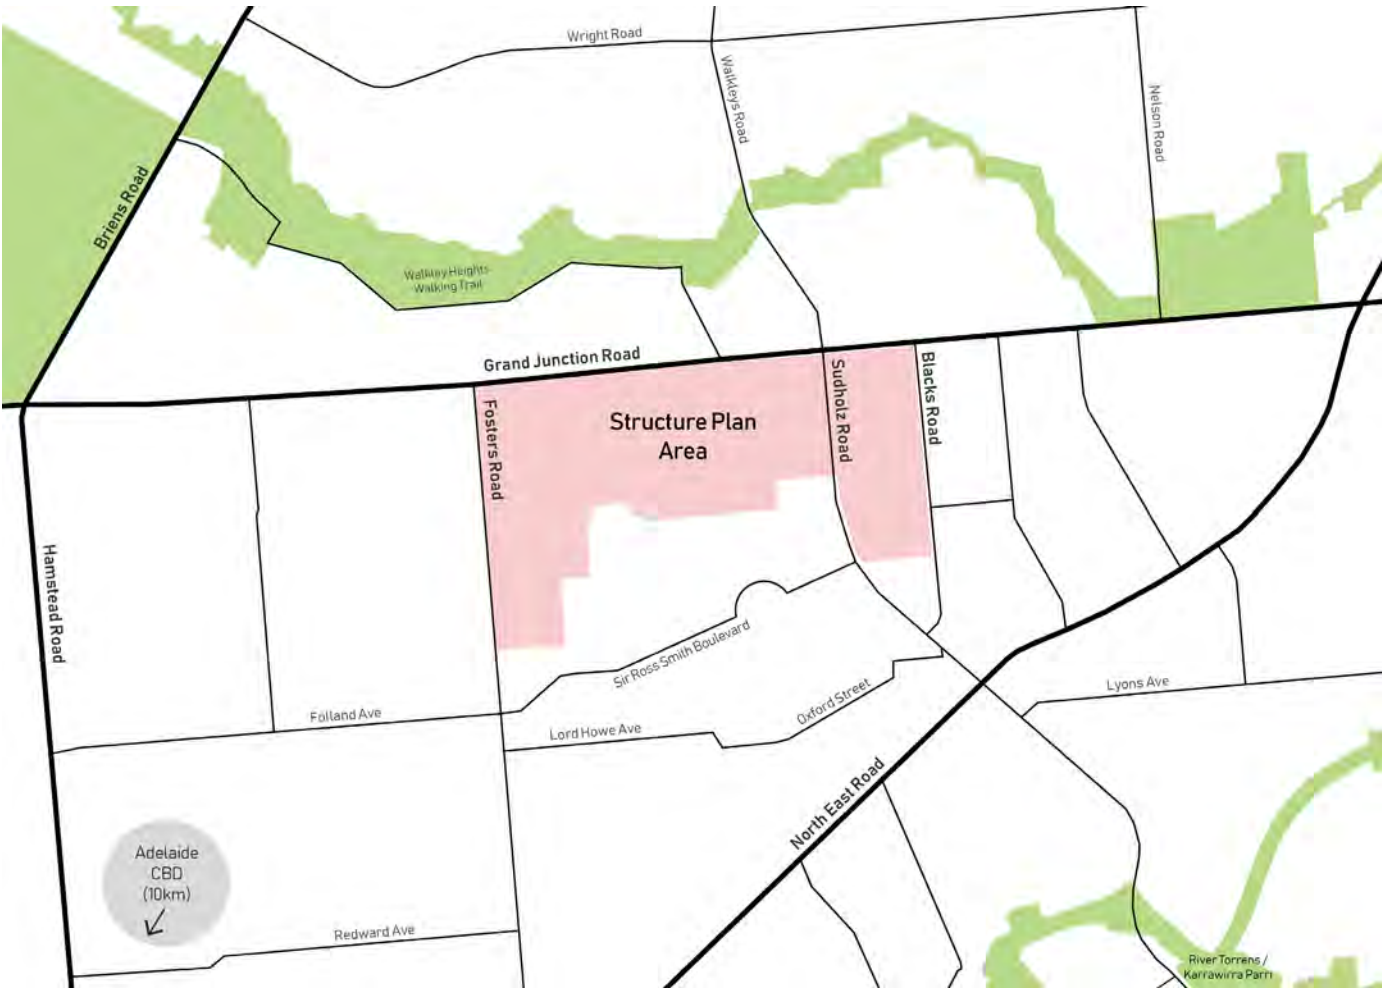 Wright Road
Walkleys Road
Nelson Road
Briens Road
Walkley Heights
Walking Trail
Grand Junction Road
Fosters Road
Structure Plan
Area
Sudholz Road
Blacks Road
Hamstead Road
Sir Ross Smith Boulevard
Folland Ave
Lord Howe Ave
Oxford Street
Lyons Ave
North East Road
Adelaide
CBD
(10km)
Redward Ave
River Torrens /
Karrawirra Parri